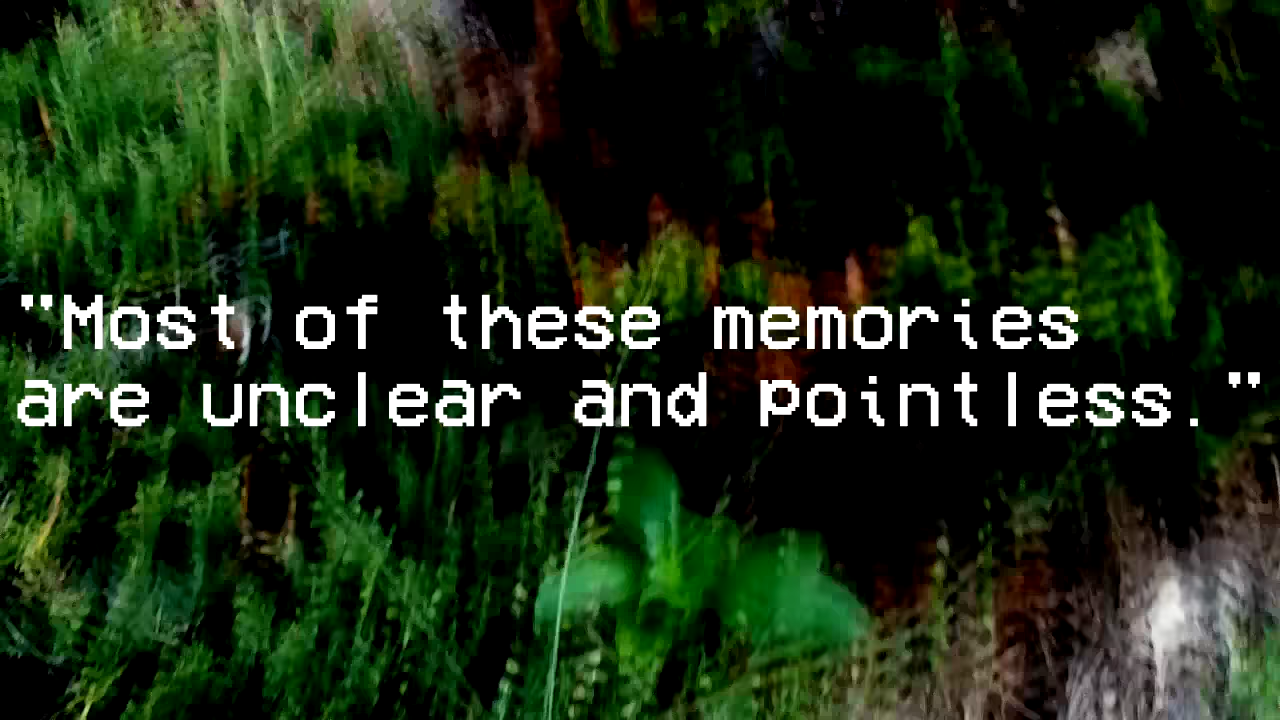 "Most of these memories
are unclear and pointless."